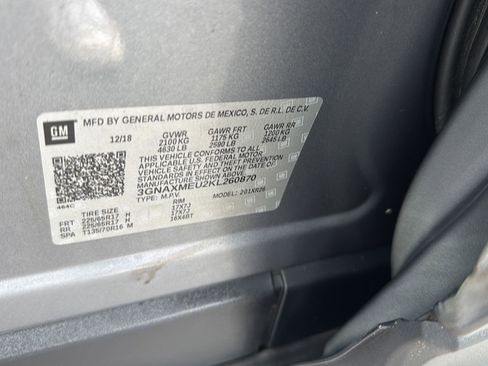 GM
MFD BY GENERAL MOTORS DE MEXICO, S. DE R.L. DE C.V.
12/18 GVWR GAWR FRT GAWR RR
2100 KG 1175 KG 1200 KG
4630 LB 2590 LB 2645 LB
THIS VEHICLE CONFORMS TO ALL
APPLICABLE U.S. FEDERAL MOTOR
VEHICLE SAFETY AND THEFT PREVENTION
STANDARDS IN EFFECT ON THE DATE OF
MANUFACTURE SHOWN ABOVE.
3GNAXMEU2KL260870
TYPE: M.P.V. MODEL: 201XR26
464C
TIRE SIZE RIM
FRT 225/65R17 H 17X7J
RR 225/65R17 H 17X7J
SPA T135/70R16 M 16X4BT